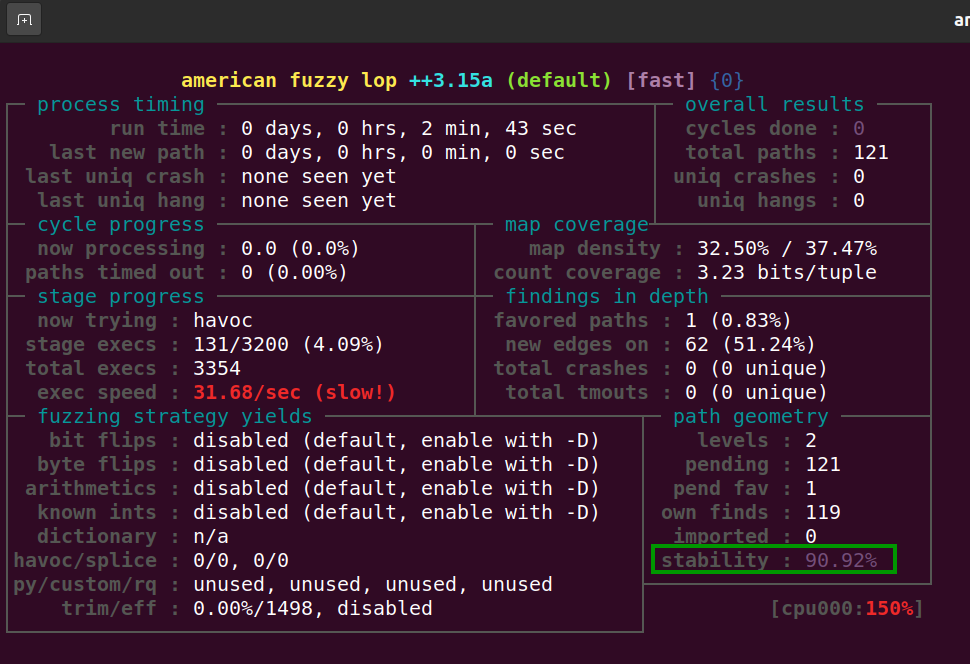 ar
american fuzzy lop ++3.15a (default) [fast] {0}
process timing overall results
run time : 0 days, 0 hrs, 2 min, 43 sec cycles done : 0
last new path : 0 days, 0 hrs, 0 min, 0 sec total paths : 121
last uniq crash : none seen yet uniq crashes : 0
last uniq hang : none seen yet uniq hangs : 0
cycle progress map coverage
now processing : 0.0 (0.0%) map density : 32.50% / 37.47%
paths timed out : 0 (0.00%) count coverage : 3.23 bits/tuple
stage progress findings in depth
now trying : havoc favored paths : 1 (0.83%)
stage execs : 131/3200 (4.09%) new edges on : 62 (51.24%)
total execs : 3354 total crashes : 0 (0 unique)
exec speed : 31.68/sec (slow!) total tmouts : 0 (0 unique)
fuzzing strategy yields path geometry
bit flips : disabled (default, enable with -D) levels : 2
byte flips : disabled (default, enable with -D) pending : 121
arithmetics : disabled (default, enable with -D) pend fav : 1
known ints : disabled (default, enable with -D) own finds : 119
dictionary : n/a imported : 0
havoc/splice : 0/0, 0/0 stability : 90.92%
py/custom/rq : unused, unused, unused, unused
trim/eff : 0.00%/1498, disabled [cpu000:150%]